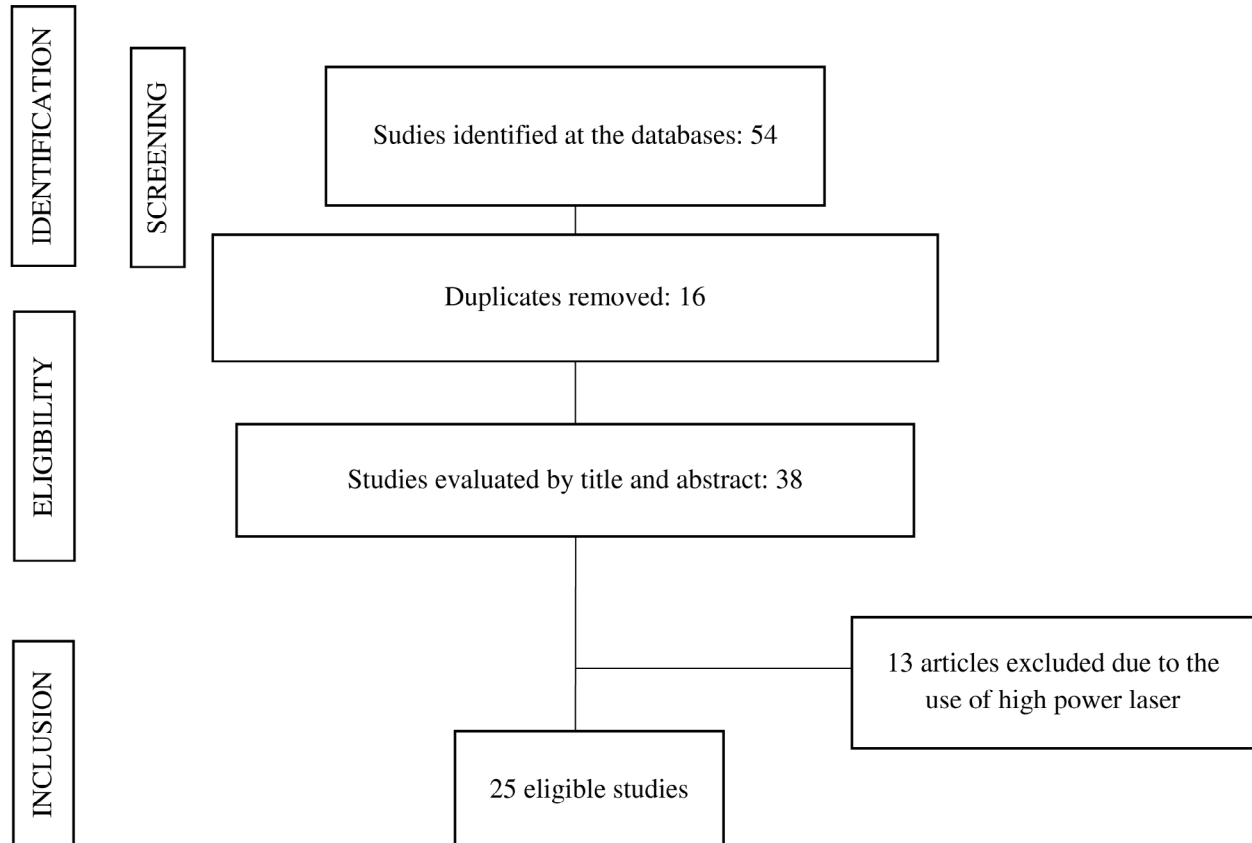 IDENTIFICATION
SCREENING
Sudies identified at the databases: 54
Duplicates removed: 16
ELIGIBILITY
Studies evaluated by title and abstract: 38
13 articles excluded due to the
use of high power laser
INCLUSION
25 eligible studies